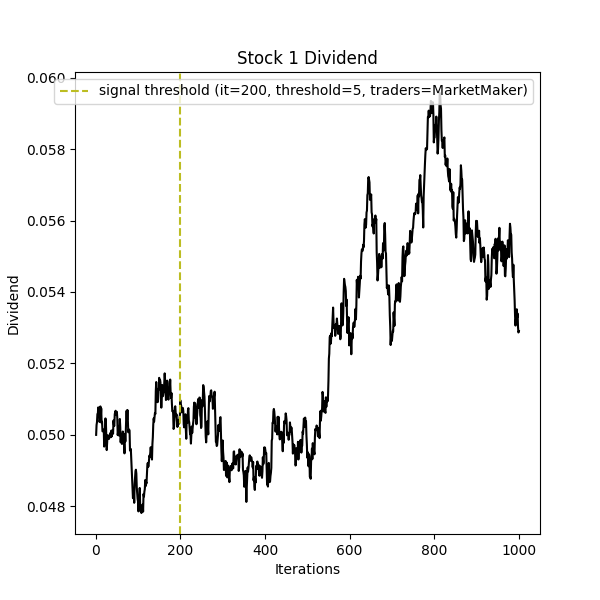 Stock 1 Dividend
signal threshold (it=200, threshold=5, traders=MarketMaker)
0.060
0.058
0.056
0.054
0.052
0.050
0.048
Dividend
0 200 400 600 800 1000
Iterations